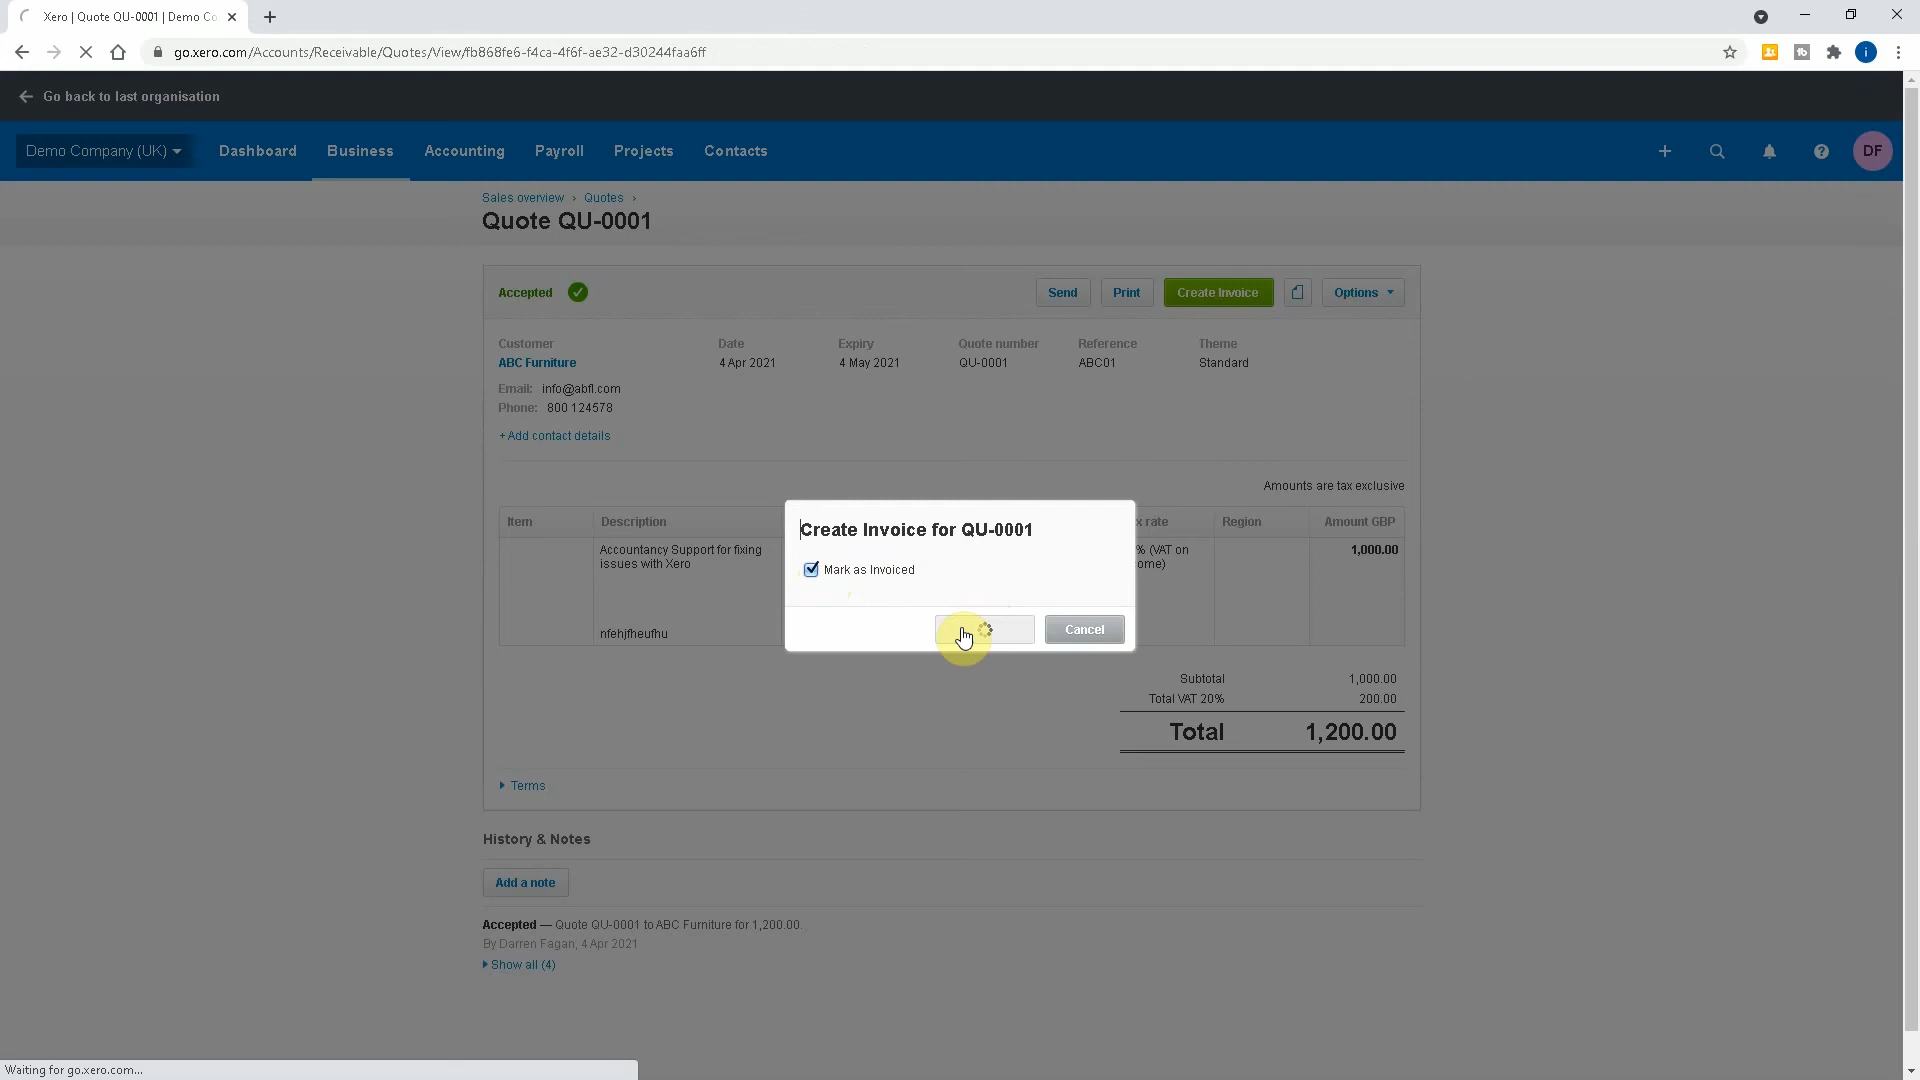 Xero | Quote QU-0001 | Demo Co
go.xero.com/Accounts/Receivable/Quotes/View/fb868fe6-f4ca-4f6f-ae32-d30244faa6ff
i
Go back to last organisation
Demo Company (UK) Dashboard Business Accounting Payroll Projects Contacts DF
Sales overview › Quotes ›
Quote QU-0001
Accepted Send Print Create Invoice Options
Customer Date Expiry Quote number Reference Theme
ABC Furniture 4 Apr 2021 4 May 2021 QU-0001 ABC01 Standard
Email: info@abfl.com
Phone: 800 124578
+ Add contact details
Amounts are tax exclusive
Item Description x rate Region Amount GBP
Accountancy Support for fixing % (VAT on 1,000.00
issues with Xero ome)
nfehjfheufhu
Create Invoice for QU-0001
Mark as Invoiced
Cancel
Subtotal 1,000.00
Total VAT 20% 200.00
Total 1,200.00
Terms
History & Notes
Add a note
Accepted — Quote QU-0001 to ABC Furniture for 1,200.00.
By Darren Fagan, 4 Apr 2021
Show all (4)
Waiting for go.xero.com...